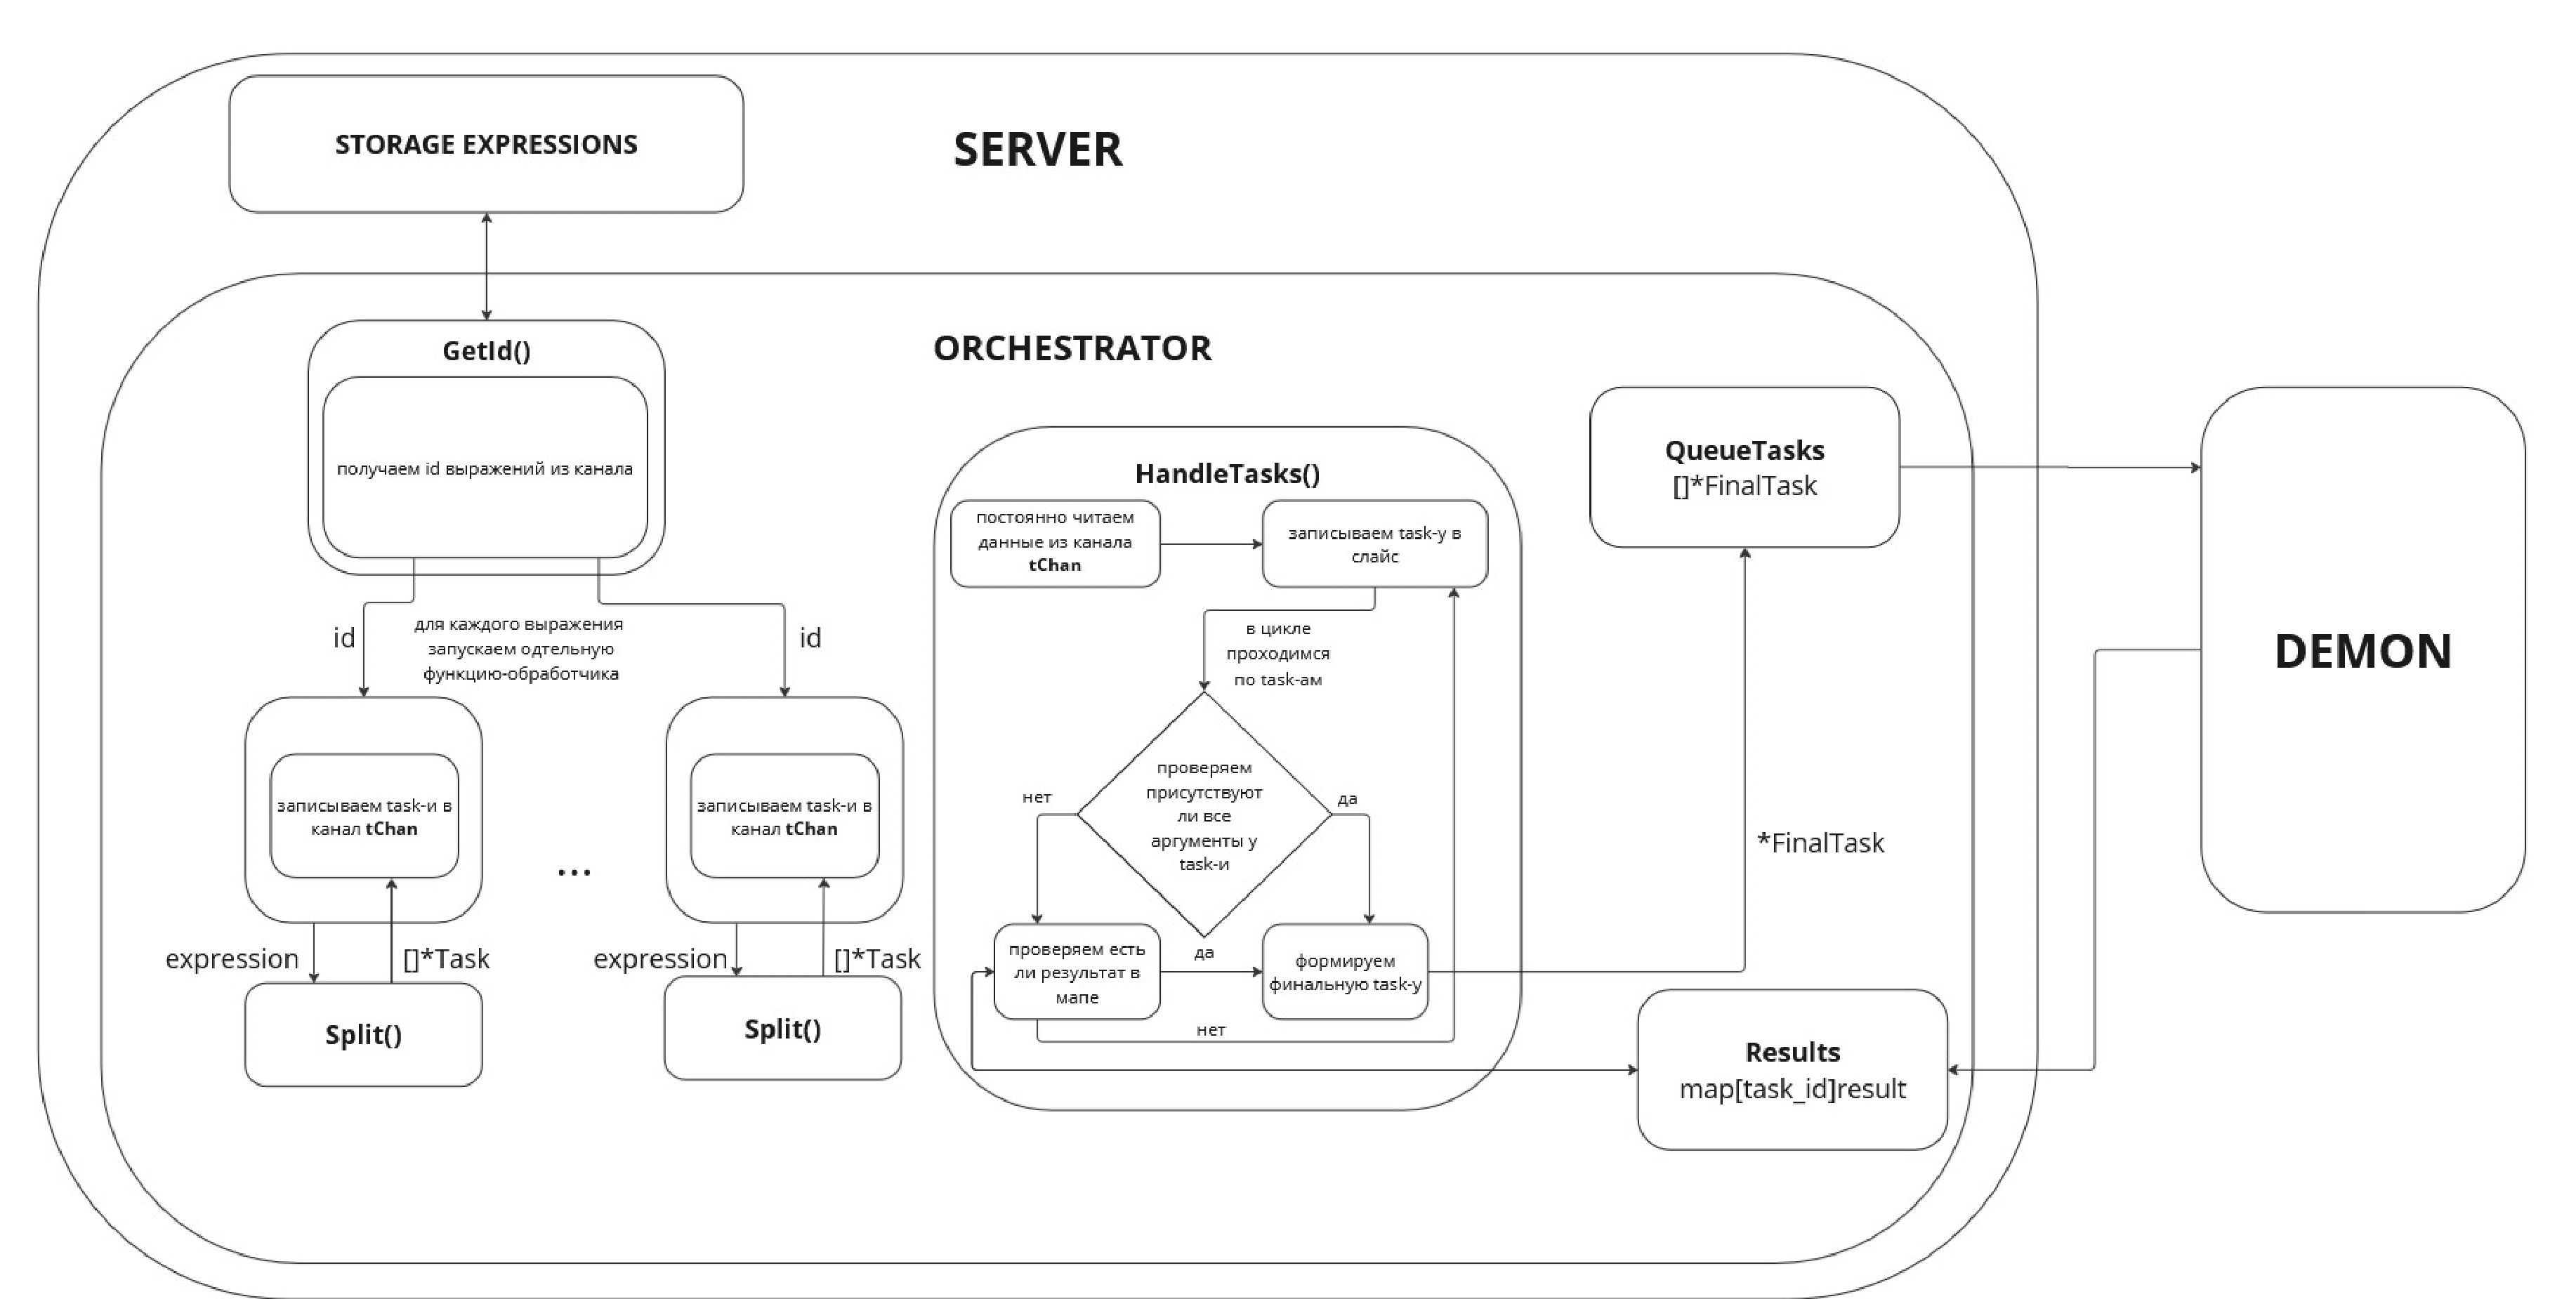 STORAGE EXPRESSIONS
SERVER
ORCHESTRATOR
GetId()
получаем id выражений из канала
id
для каждого выражения
запускаем одтельную
функцию-обработчика
id
записываем task-и в
канал tChan
...
записываем task-и в
канал tChan
expression
[]*Task
expression
[]*Task
Split()
Split()
HandleTasks()
постоянно читаем
данные из канала
tChan
записываем task-у в
слайс
в цикле
проходимся
по task-ам
проверяем
присутствуют
ли все
аргументы у
task-и
нет
да
проверяем есть
ли результат в
мапе
да
формируем
финальную task-у
нет
QueueTasks
[]*FinalTask
*FinalTask
Results
map[task_id]result
DEMON